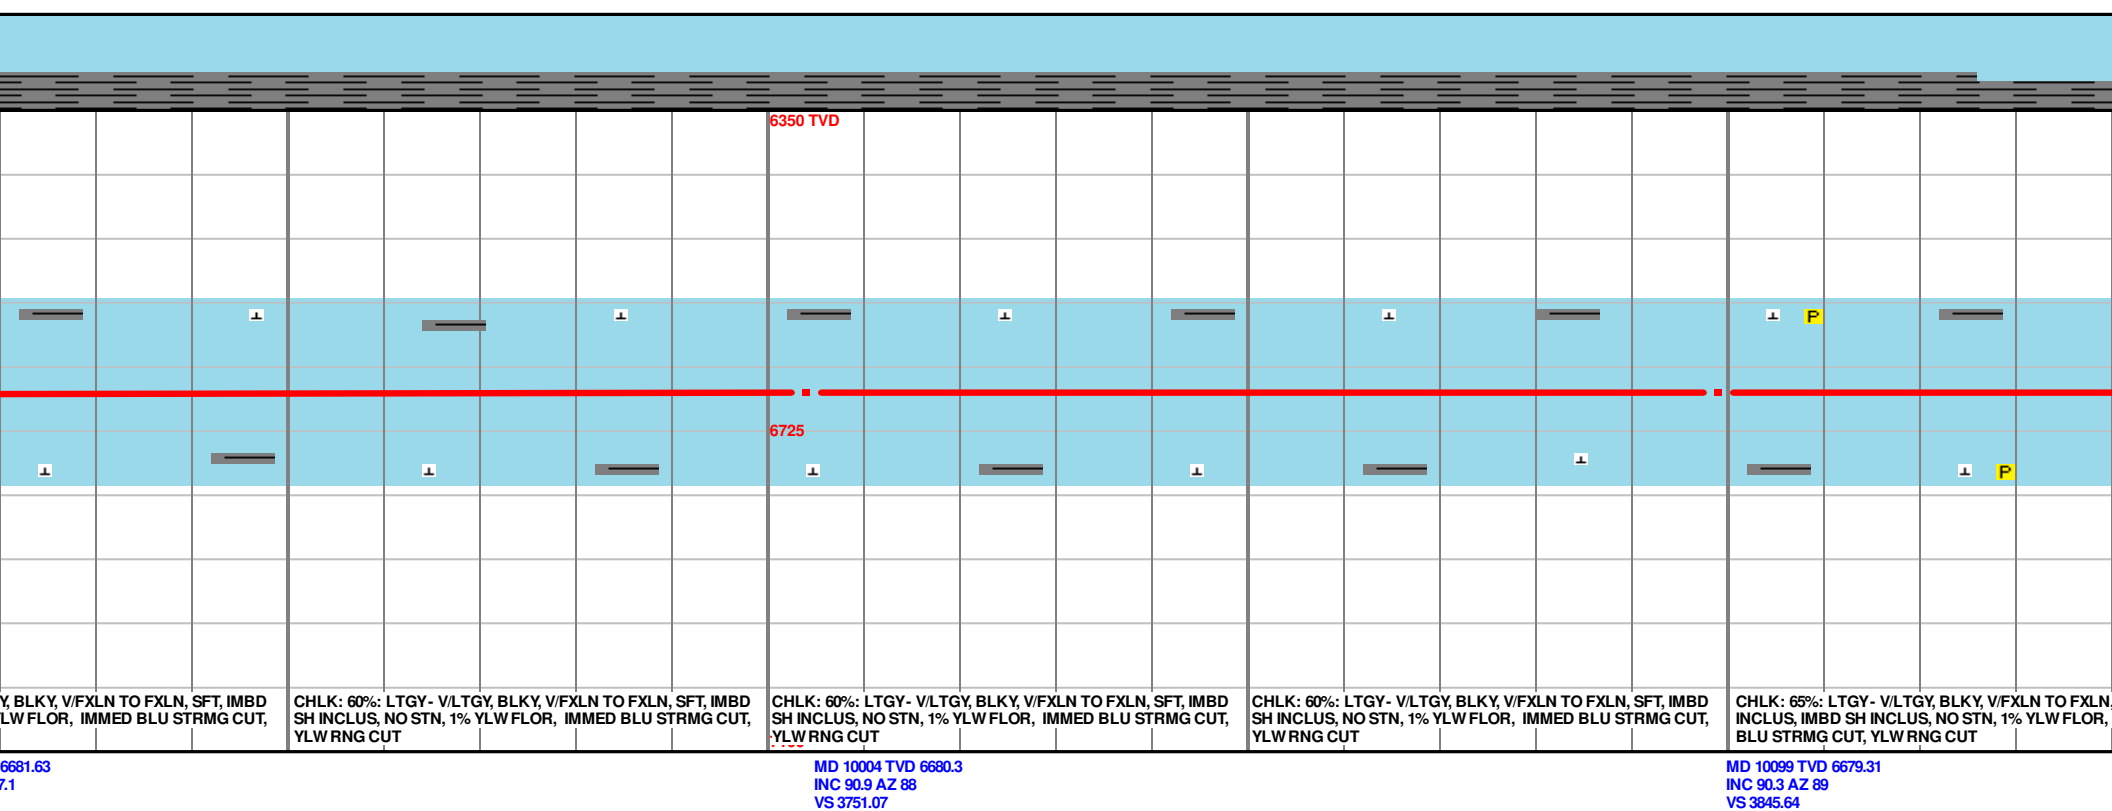 6350 TVD
P
6725
P
Y, BLKY, V/FXLN TO FXLN, SFT, IMBD
LW FLOR, IMMED BLU STRMG CUT,
CHLK: 60%: LTGY- V/LTGY, BLKY, V/FXLN TO FXLN, SFT, IMBD
SH INCLUS, NO STN, 1% YLW FLOR, IMMED BLU STRMG CUT,
YLW RNG CUT
CHLK: 60%: LTGY- V/LTGY, BLKY, V/FXLN TO FXLN, SFT, IMBD
SH INCLUS, NO STN, 1% YLW FLOR, IMMED BLU STRMG CUT,
YLW RNG CUT
CHLK: 60%: LTGY- V/LTGY, BLKY, V/FXLN TO FXLN, SFT, IMBD
SH INCLUS, NO STN, 1% YLW FLOR, IMMED BLU STRMG CUT,
YLW RNG CUT
CHLK: 65%: LTGY- V/LTGY, BLKY, V/FXLN TO FXLN,
INCLUS, IMBD SH INCLUS, NO STN, 1% YLW FLOR,
BLU STRMG CUT, YLW RNG CUT
6681.63
7.1
MD 10004 TVD 6680.3
INC 90.9 AZ 88
VS 3751.07
MD 10099 TVD 6679.31
INC 90.3 AZ 89
VS 3845.64